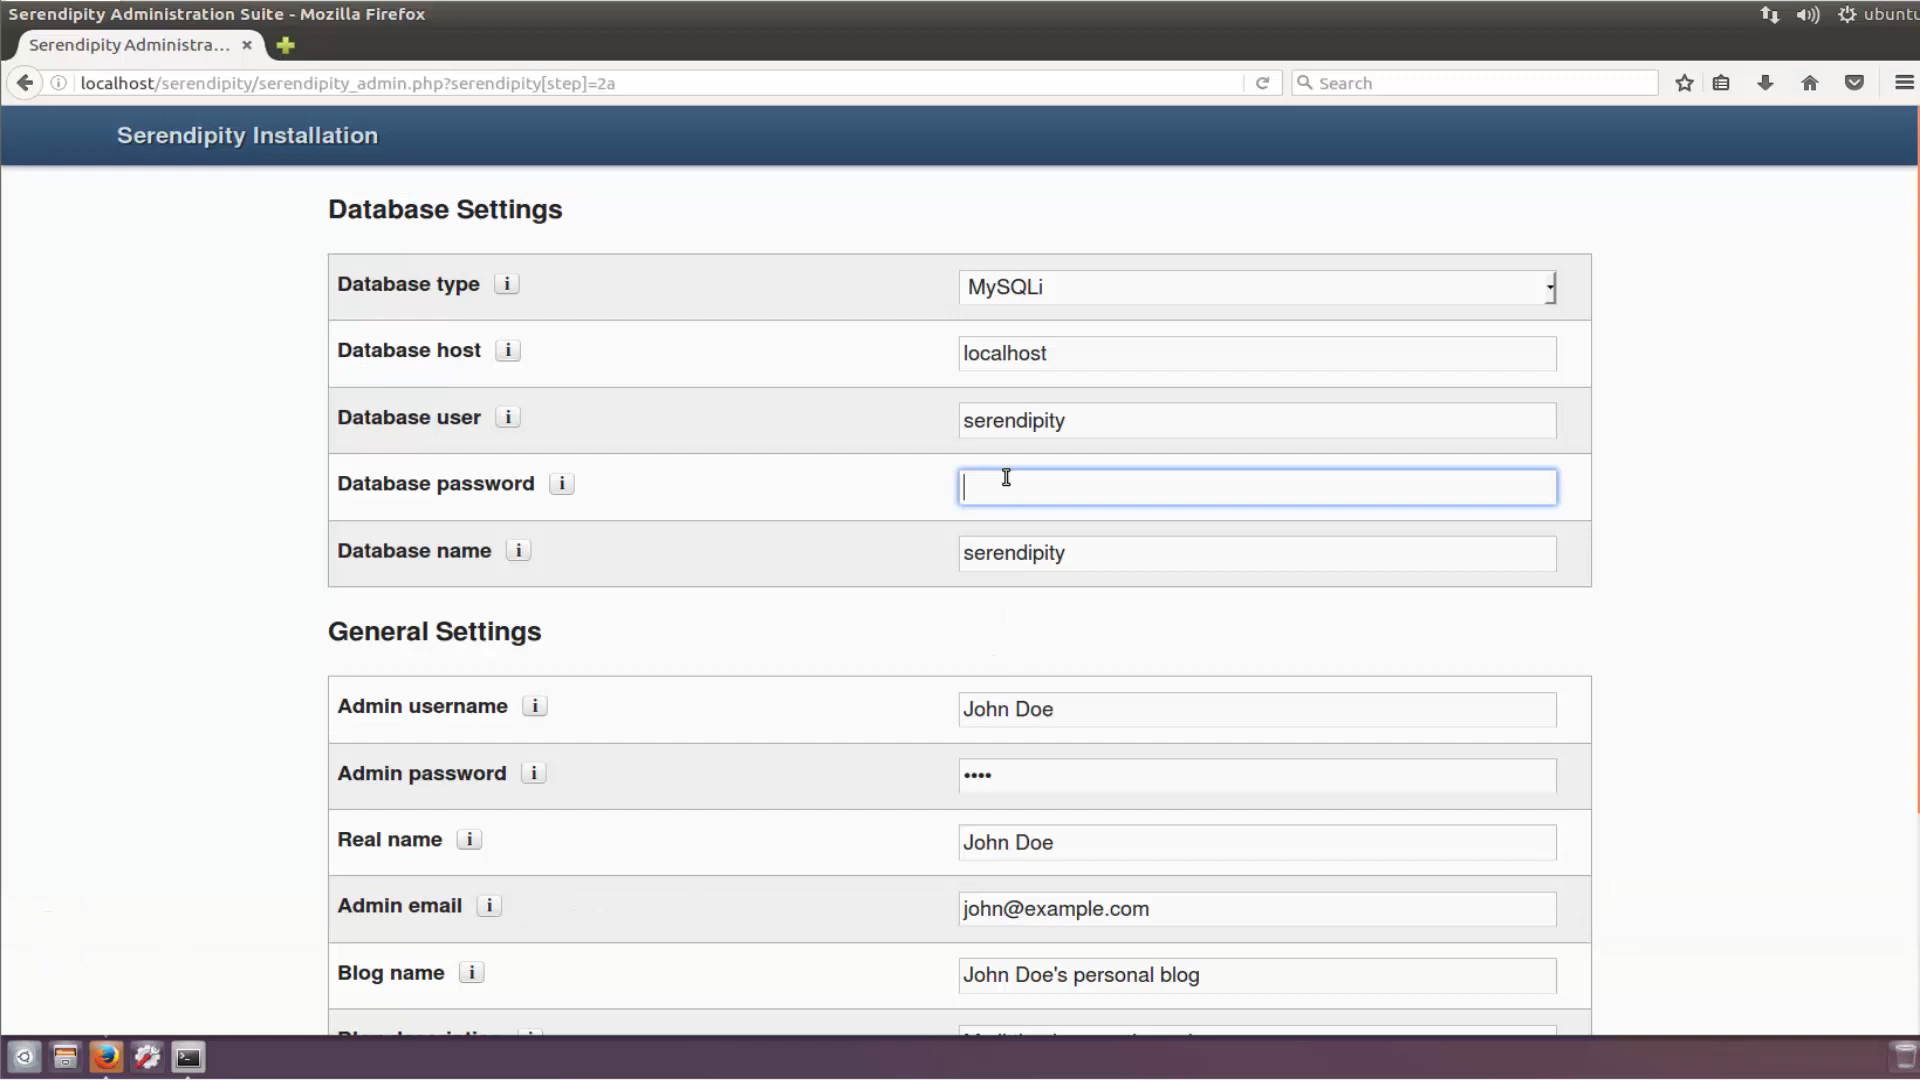 Serendipity Administration Suite - Mozilla Firefox
ubuntu
Serendipity Administra... ×
localhost/serendipity/serendipity_admin.php?serendipity[step]=2a
Search
Serendipity Installation
Database Settings
Database type i MySQLi
Database host i localhost
Database user i serendipity
Database password i
Database name i serendipity
General Settings
Admin username i John Doe
Admin password i ••••
Real name i John Doe
Admin email i john@example.com
Blog name i John Doe's personal blog